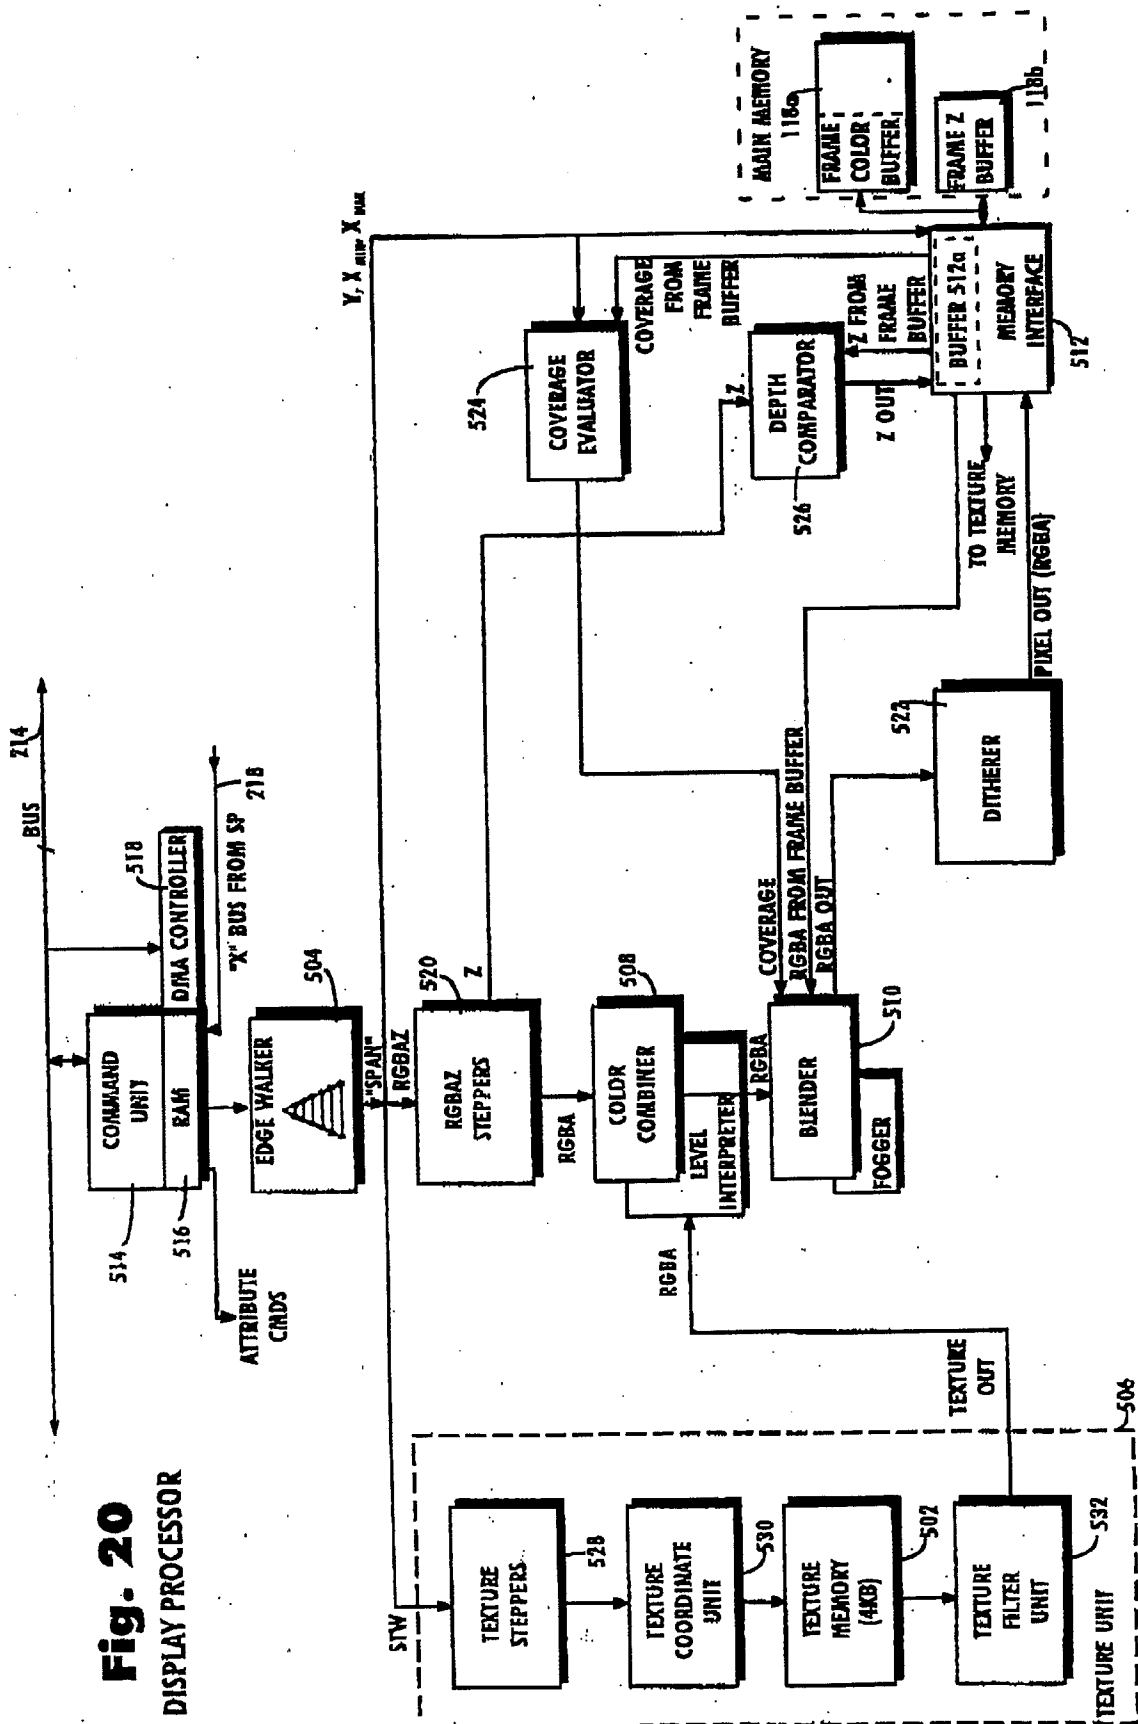 Fig. 20
DISPLAY PROCESSOR
BUS
214
COMMAND
UNIT
RAM
DMA CONTROLLER
518
514
516
"X" BUS FROM SP
218
ATTRIBUTE
CMDS
EDGE WALKER
504
"SPAN"
STW
RGBAZ
Y, X MIN, X MAX
RGBAZ
STEPPERS
520
Z
RGBA
TEXTURE
STEPPERS
528
TEXTURE
COORDINATE
UNIT
530
TEXTURE
MEMORY
(4KB)
502
TEXTURE
FILTER
UNIT
532
TEXTURE UNIT
506
TEXTURE
OUT
RGBA
COLOR
COMBINER
508
LEVEL
INTERPRETER
RGBA
BLENDER
510
FOGGER
COVERAGE
RGBA FROM FRAME BUFFER
RGBA OUT
DITHERER
522
PIXEL OUT (RGBA)
COVERAGE
EVALUATOR
524
COVERAGE
FROM
FRAME
BUFFER
Z
DEPTH
COMPARATOR
526
Z FROM
FRAME
BUFFER
Z OUT
TO TEXTURE
MEMORY
BUFFER 512a
MEMORY
INTERFACE
512
MAIN MEMORY
118a
FRAME
COLOR
BUFFER
FRAME Z
BUFFER
118b